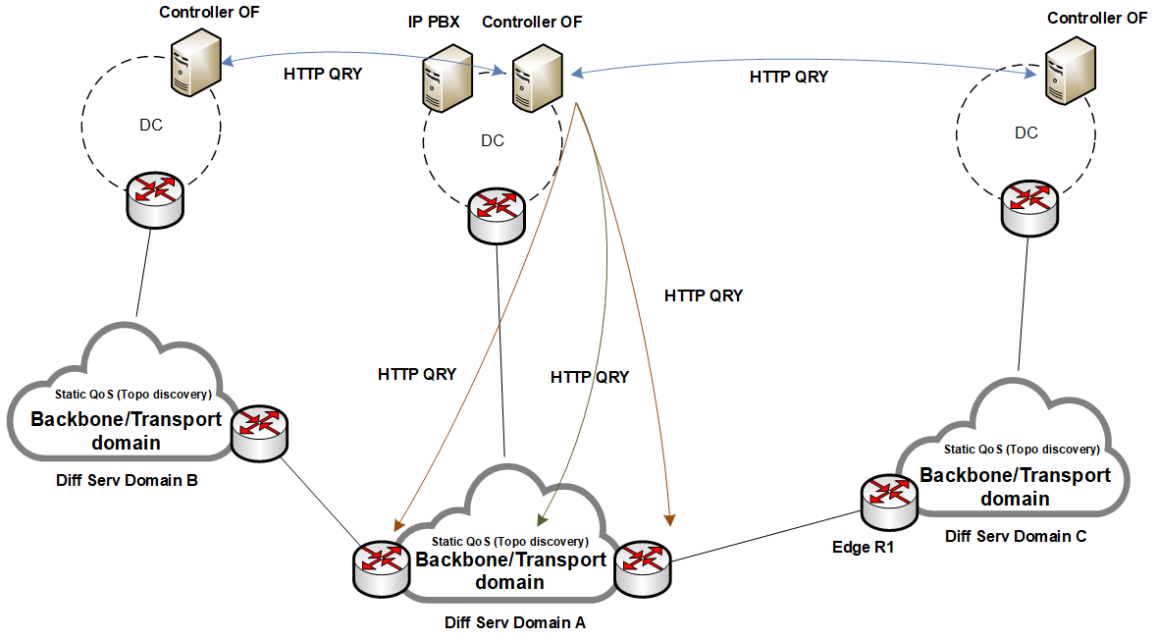 Controller OF
IP PBX
Controller OF
Controller OF
HTTP QRY
HTTP QRY
DC
DC
DC
HTTP QRY
HTTP QRY
HTTP QRY
Static QoS (Topo discovery)
Backbone/Transport
domain
Diff Serv Domain B
Static QoS (Topo discovery)
Backbone/Transport
domain
Diff Serv Domain C
Edge R1
Static QoS (Topo discovery)
Backbone/Transport
domain
Diff Serv Domain A